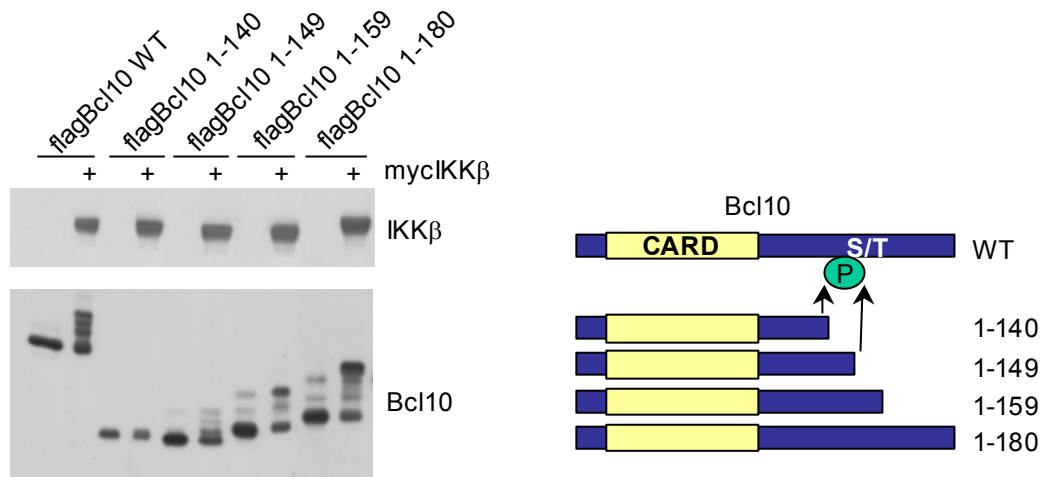 flagBcl10 WT
flagBcl10 1-140
flagBcl10 1-149
flagBcl10 1-159
flagBcl10 1-180
+ + + + + mycIKKβ
IKKβ
Bcl10
Bcl10
CARD S/T WT
P
1-140
1-149
1-159
1-180